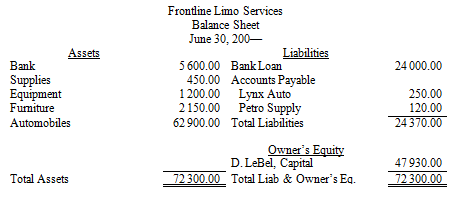 Frontline Limo Services
Balance Sheet
June 30, 200—
Assets Liabilities
Bank 5 600.00 Bank Loan 24 000.00
Supplies 450.00 Accounts Payable
Equipment 1 200.00 Lynx Auto 250.00
Furniture 2 150.00 Petro Supply 120.00
Automobiles 62 900.00 Total Liabilities 24 370.00
Owner's Equity
D. LeBel, Capital 47 930.00
Total Assets 72 300.00 Total Liab & Owner's Eq. 72 300.00